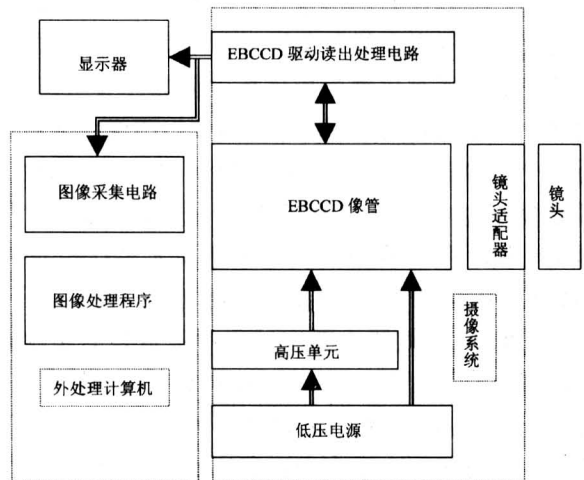 显示器
EBCCD 驱动读出处理电路
图像采集电路
EBCCD 像管
镜头适配器
镜头
图像处理程序
摄像系统
高压单元
外处理计算机
低压电源